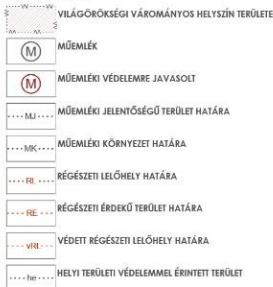 VILÁGÖRÖKSÉGI VÁROMÁNYOS HELYSZÍN TERÜLETE
M MŰEMLÉK
M MŰEMLÉKI VÉDELEMRE JAVASOLT
MJ MŰEMLÉKI JELENTŐSÉGŰ TERÜLET HATÁRA
MK MŰEMLÉKI KÖRNYEZET HATÁRA
RL RÉGÉSZETI LELŐHELY HATÁRA
RE RÉGÉSZETI ÉRDEKŰ TERÜLET HATÁRA
vRL VÉDETT RÉGÉSZETI LELŐHELY HATÁRA
he HELYI TERÜLETI VÉDELEMMEL ÉRINTETT TERÜLET